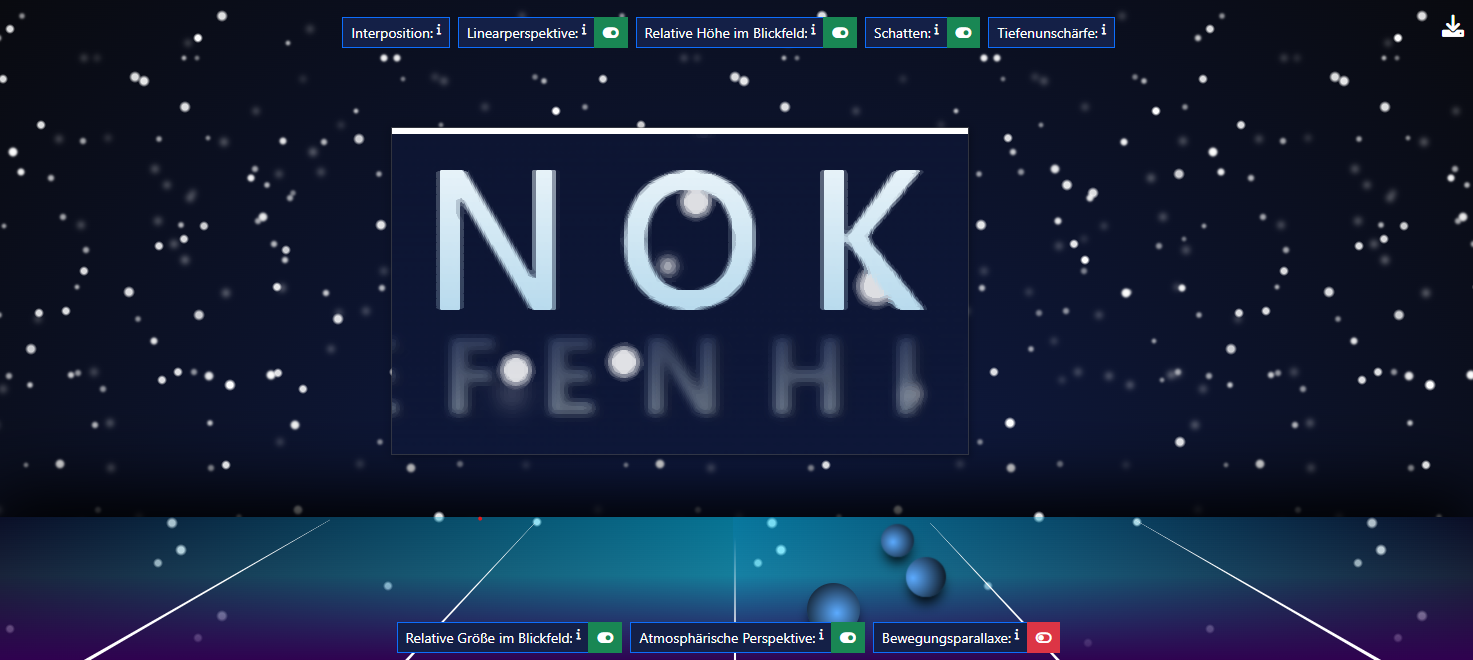 Interposition: i Linearperspektive: i Relative Höhe im Blickfeld: i Schatten: i Tiefenunschärfe: i
NOK
FENHI
Relative Größe im Blickfeld: i Atmosphärische Perspektive: i Bewegungsparallaxe: i